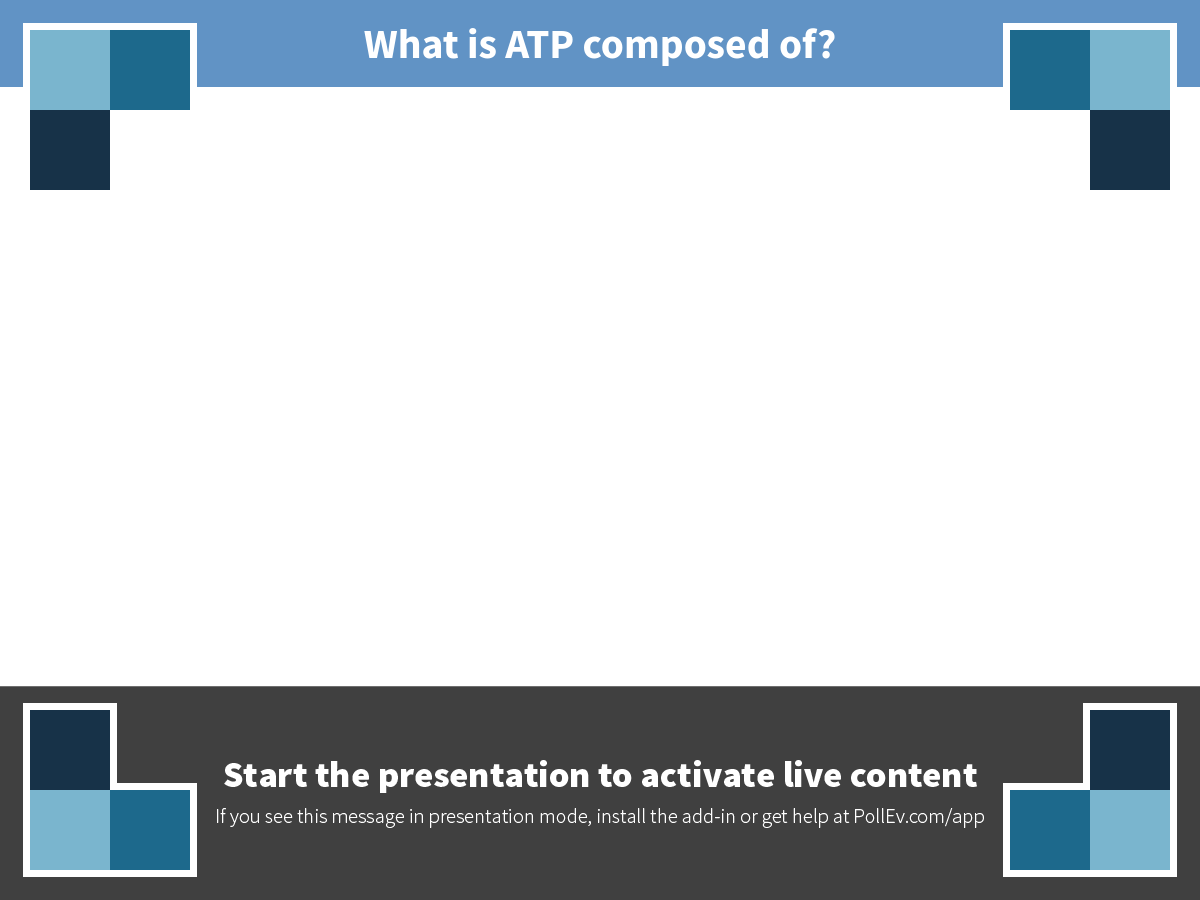 What is ATP composed of?
Start the presentation to activate live content
If you see this message in presentation mode, install the add-in or get help at PollEv.com/app